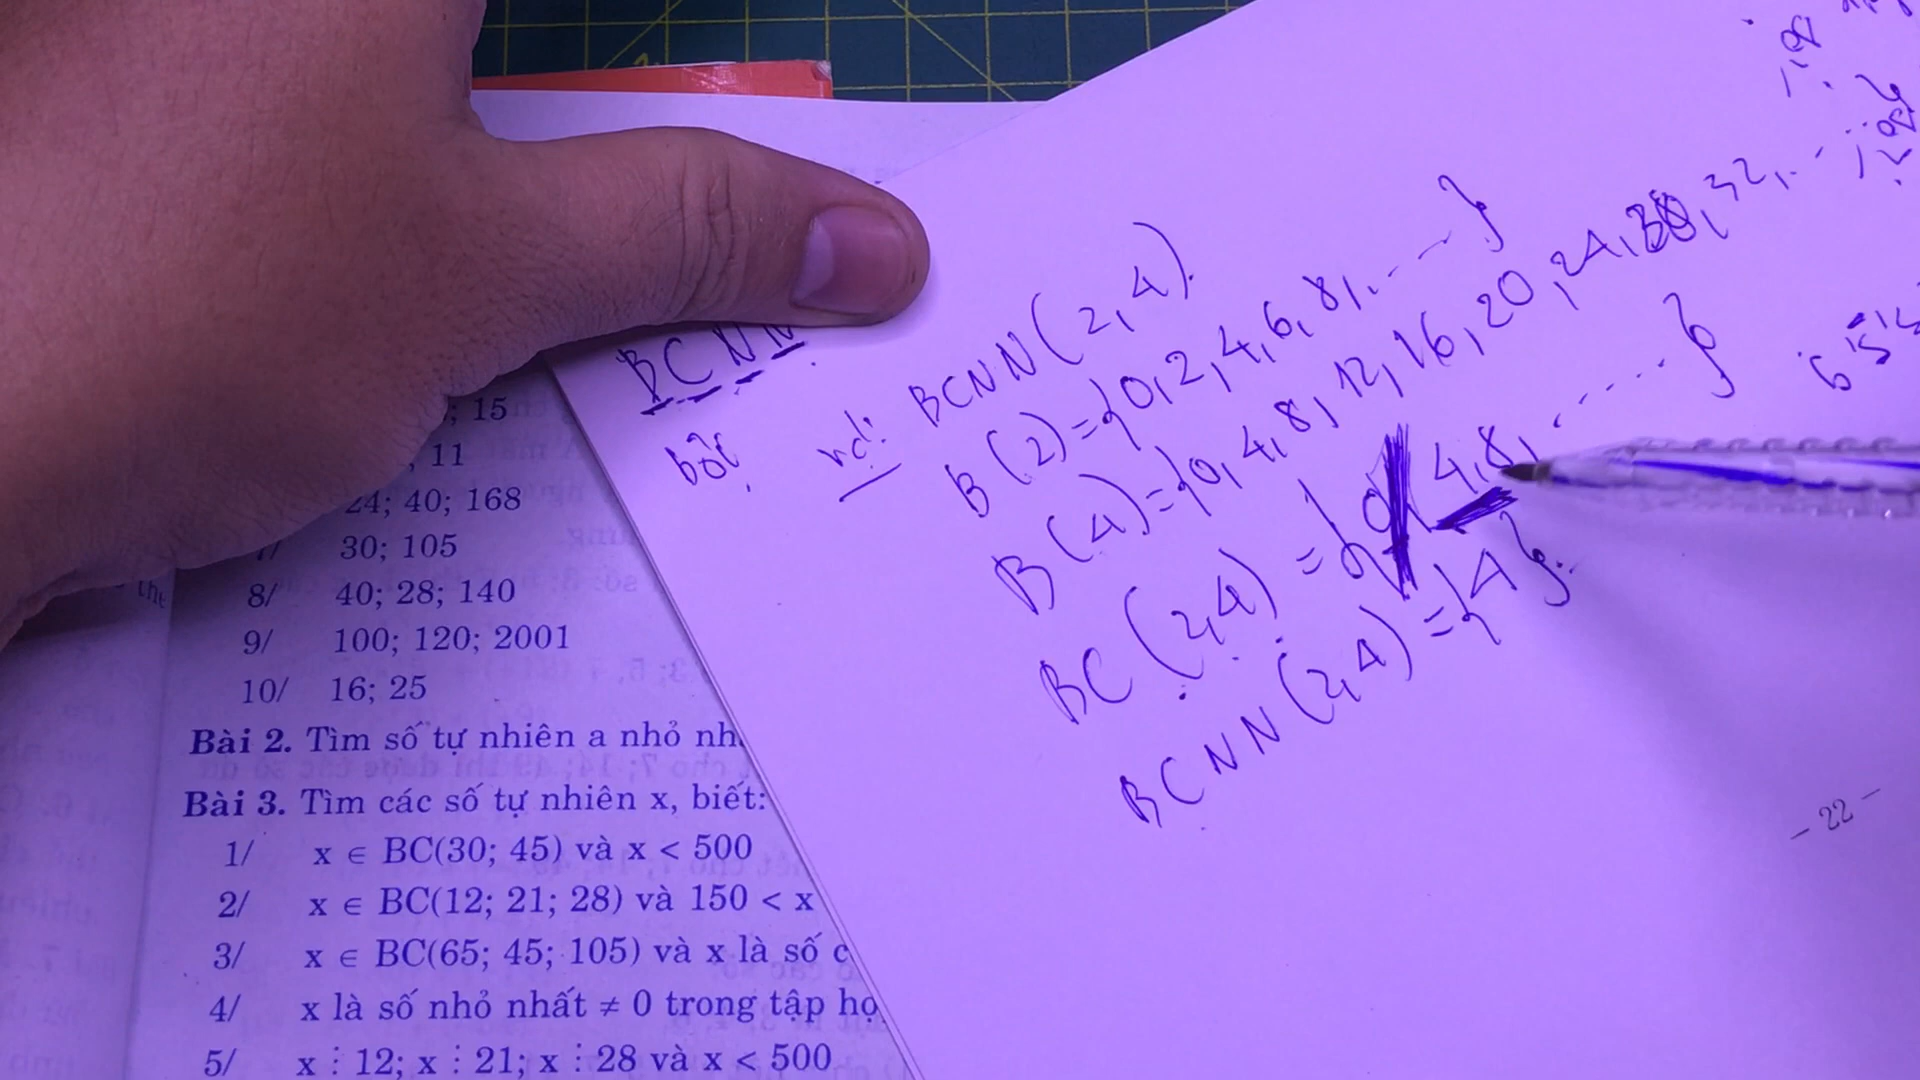 BCNN
vd: BCNN(2,4).
B(2)={0,2,4,6,8,...}
B(4)={0,4,8,12,16,20,24,28,32,...
BC(2,4) = {0,4,8,.....}
BCNN(2,4)={4}.
; 15
, 11
24; 40; 168
7/ 30; 105
8/ 40; 28; 140
9/ 100; 120; 2001
10/ 16; 25
Bài 2. Tìm số tự nhiên a nhỏ
Bài 3. Tìm các số tự nhiên x, biết:
1/ x ∈ BC(30; 45) và x < 500
2/ x ∈ BC(12; 21; 28) và 150 < x
3/ x ∈ BC(65; 45; 105) và x là số
4/ x là số nhỏ nhất ≠ 0 trong tập
5/ x ⋮ 12; x ⋮ 21; x ⋮ 28 và x < 500
- 22 -